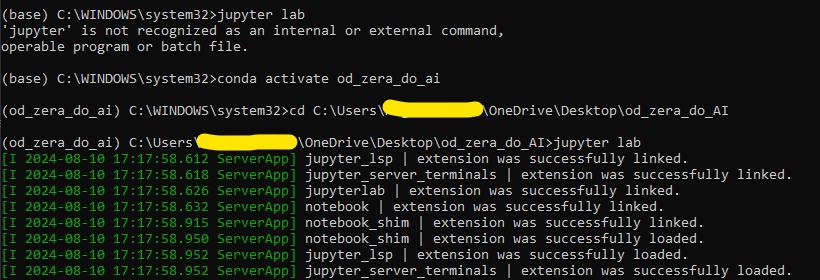 (base) C:\WINDOWS\system32>jupyter lab
'jupyter' is not recognized as an internal or external command,
operable program or batch file.
(base) C:\WINDOWS\system32>conda activate od_zera_do_ai
(od_zera_do_ai) C:\WINDOWS\system32>cd C:\Users\ \OneDrive\Desktop\od_zera_do_AI
(od_zera_do_ai) C:\Users\ \OneDrive\Desktop\od_zera_do_AI>jupyter lab
[I 2024-08-10 17:17:58.612 ServerApp] jupyter_lsp | extension was successfully linked.
[I 2024-08-10 17:17:58.618 ServerApp] jupyter_server_terminals | extension was successfully linked.
[I 2024-08-10 17:17:58.626 ServerApp] jupyterlab | extension was successfully linked.
[I 2024-08-10 17:17:58.632 ServerApp] notebook | extension was successfully linked.
[I 2024-08-10 17:17:58.915 ServerApp] notebook_shim | extension was successfully linked.
[I 2024-08-10 17:17:58.950 ServerApp] notebook_shim | extension was successfully loaded.
[I 2024-08-10 17:17:58.952 ServerApp] jupyter_lsp | extension was successfully loaded.
[I 2024-08-10 17:17:58.952 ServerApp] jupyter_server_terminals | extension was successfully loaded.